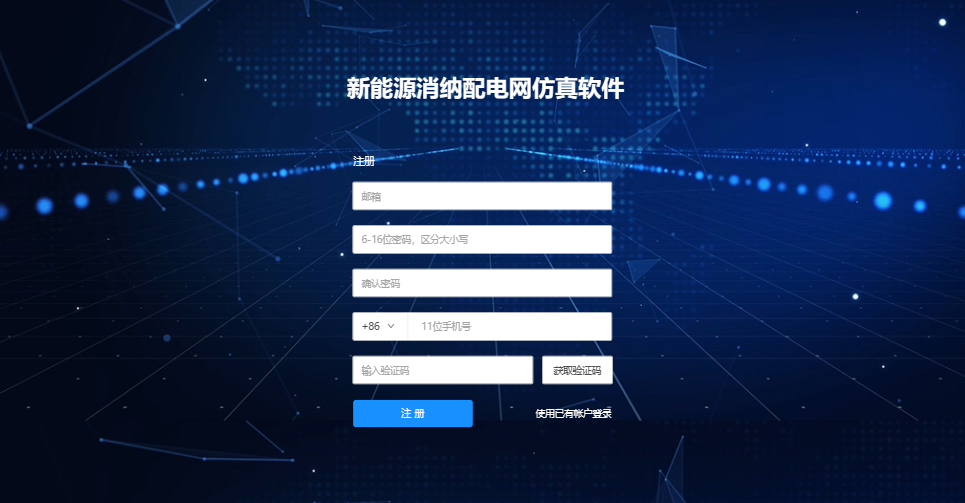 新能源消纳配电网仿真软件
注册
邮箱
6-16位密码，区分大小写
确认密码
+86 11位手机号
输入验证码 获取验证码
注 册 使用已有帐户登录